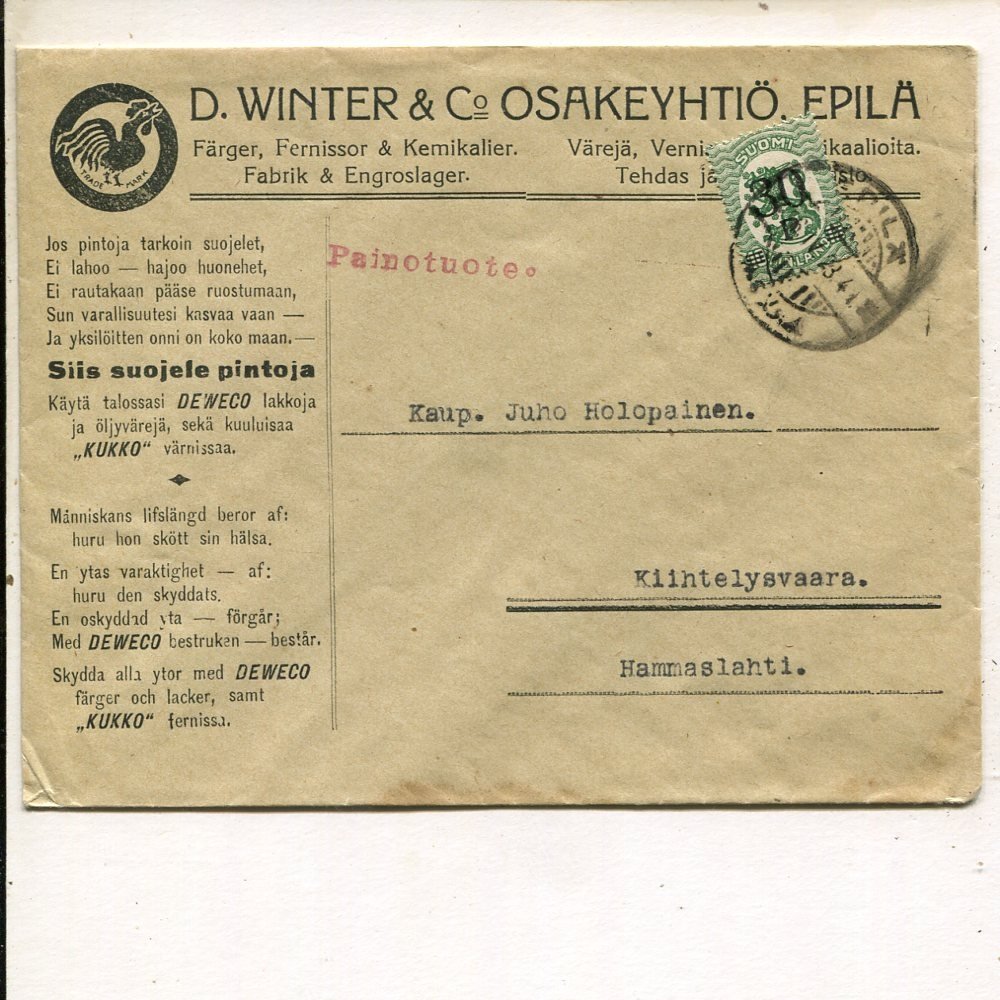 D. WINTER & Co OSAKEYHTIÖ, EPILÄ
Färger, Fernissor & Kemikalier.
Fabrik & Engroslager.
Värejä, Verni ikaalioita.
Tehdas ja sto.
TRADE MARK
SUOMI
30
P
Jos pintoja tarkoin suojelet,
Ei lahoo — hajoo huonehet,
Ei rautakaan pääse ruostumaan,
Sun varallisuutesi kasvaa vaan —
Ja yksilöitten onni on koko maan.—
Siis suojele pintoja
Käytä talossasi DEWECO lakkoja
ja öljyvärejä, sekä kuuluisaa
„KUKKO“ värnissaa.
Människans lifslängd beror af:
huru hon skött sin hälsa.
En ytas varaktighet — af:
huru den skyddats.
En oskyddad yta — förgår;
Med DEWECO bestruken — består.
Skydda alla ytor med DEWECO
färger och lacker, samt
„KUKKO“ fernissa.
Painotuote.
Kaup. Juho Holopainen.
Kiihtelysvaara.
Hammaslahti.